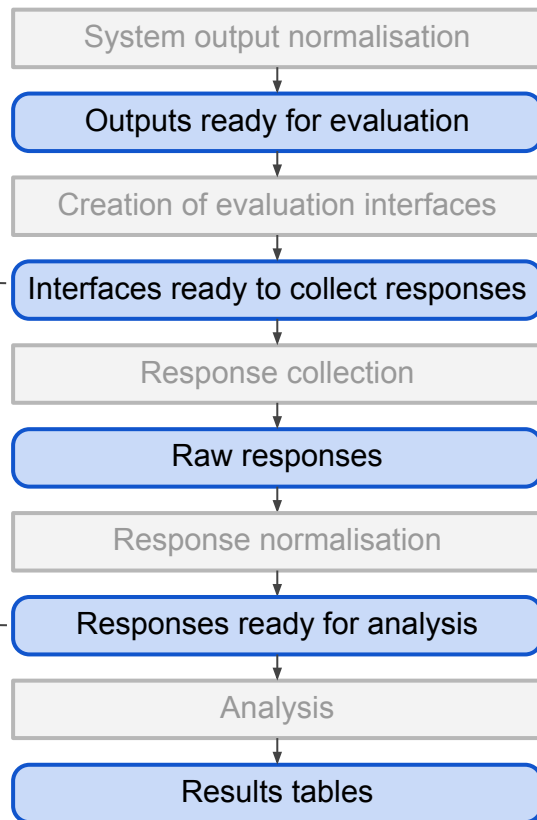 System output normalisation
Outputs ready for evaluation
Creation of evaluation interfaces
Interfaces ready to collect responses
Response collection
Raw responses
Response normalisation
Responses ready for analysis
Analysis
Results tables